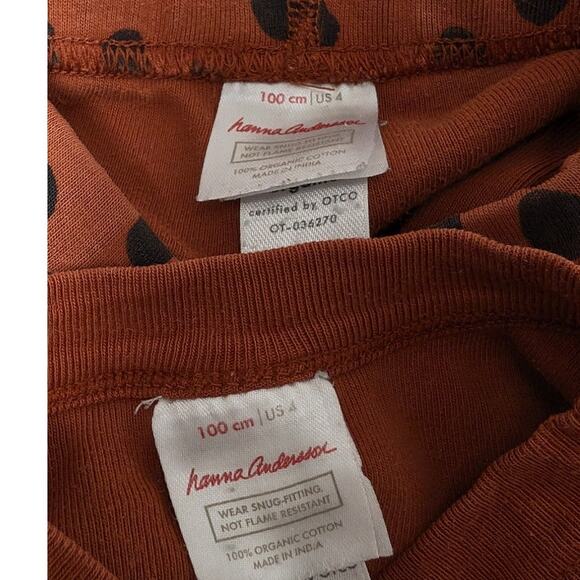 100 cm | US 4
hanna andersson
WEAR SNUG-FITTING,
NOT FLAME RESISTANT
100% ORGANIC COTTON
MADE IN INDIA
certified by OTCO
OT-036270
100 cm | US 4
hanna andersson
WEAR SNUG-FITTING,
NOT FLAME RESISTANT
100% ORGANIC COTTON
MADE IN INDIA